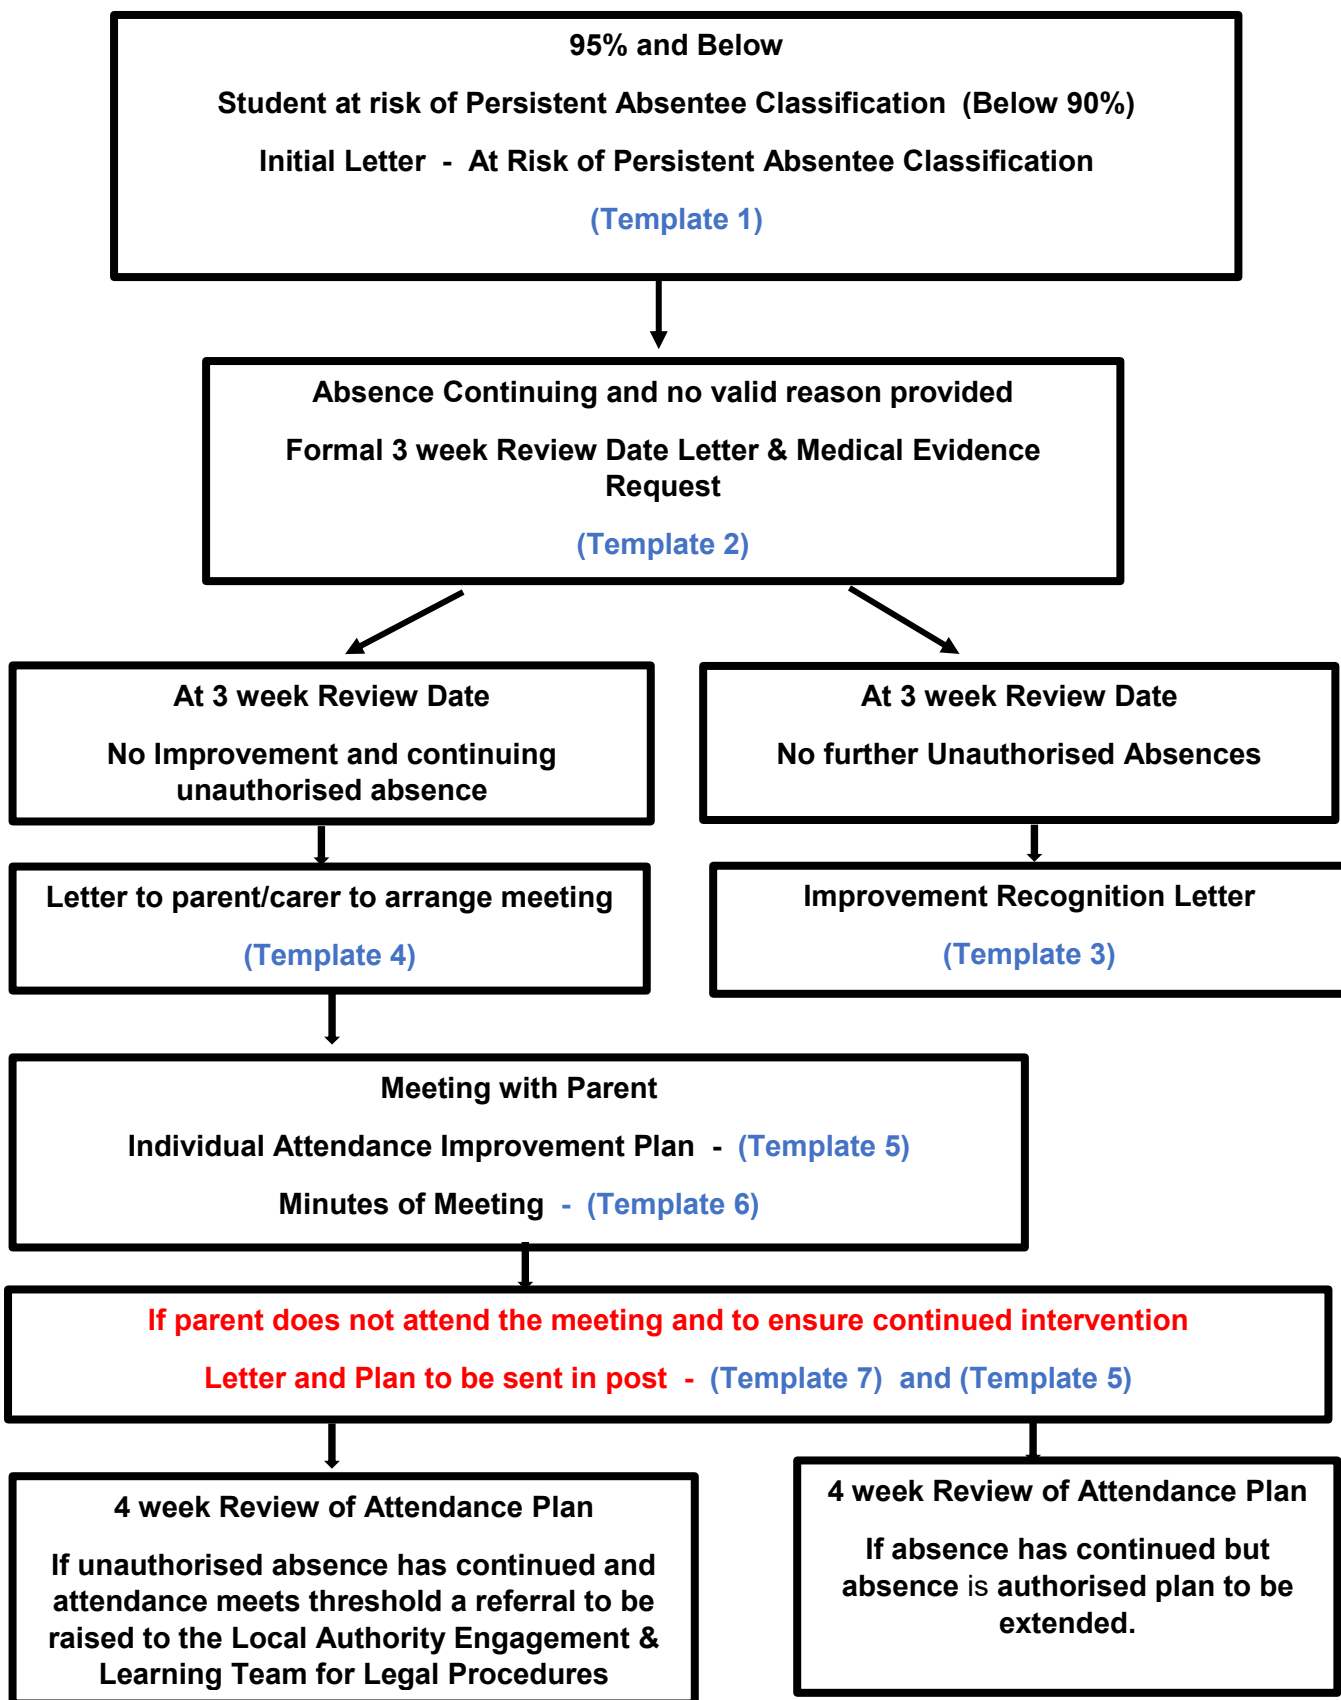 95% and Below
Student at risk of Persistent Absentee Classification (Below 90%)
Initial Letter - At Risk of Persistent Absentee Classification
(Template 1)
Absence Continuing and no valid reason provided
Formal 3 week Review Date Letter & Medical Evidence
Request
(Template 2)
At 3 week Review Date
No Improvement and continuing
unauthorised absence
At 3 week Review Date
No further Unauthorised Absences
Letter to parent/carer to arrange meeting
(Template 4)
Improvement Recognition Letter
(Template 3)
Meeting with Parent
Individual Attendance Improvement Plan - (Template 5)
Minutes of Meeting - (Template 6)
If parent does not attend the meeting and to ensure continued intervention
Letter and Plan to be sent in post - (Template 7) and (Template 5)
4 week Review of Attendance Plan
If unauthorised absence has continued and
attendance meets threshold a referral to be
raised to the Local Authority Engagement &
Learning Team for Legal Procedures
4 week Review of Attendance Plan
If absence has continued but
absence is authorised plan to be
extended.